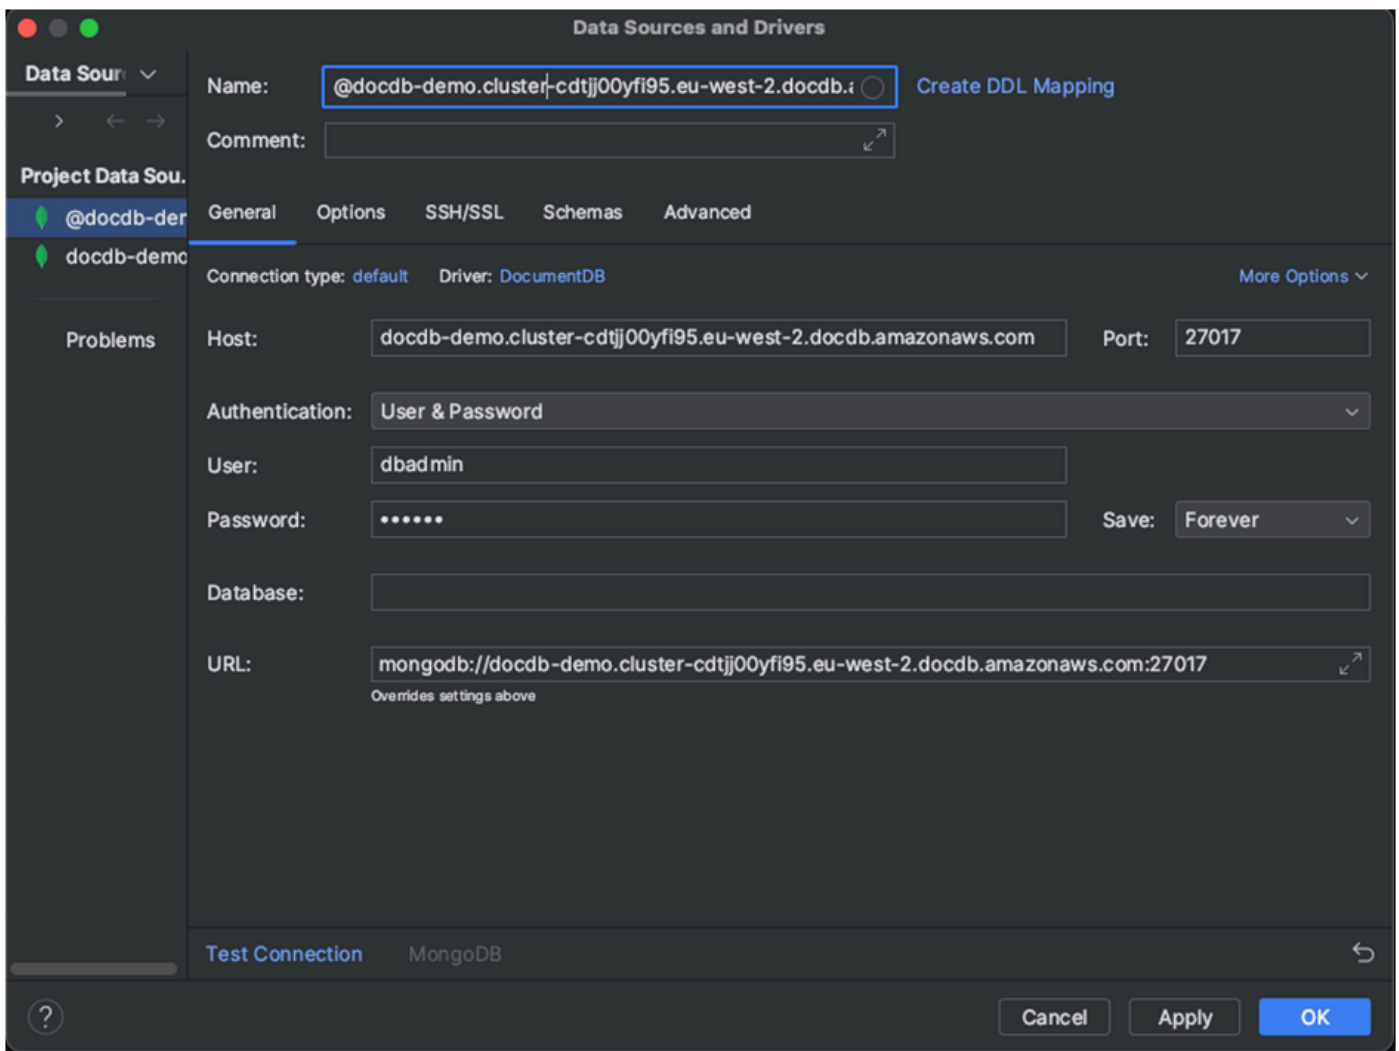 Data Sources and Drivers
Data Sour
Project Data Sou.
@docdb-der
docdb-demo
Problems
Name: @docdb-demo.cluster-cdtjj00yfi95.eu-west-2.docdb.a Create DDL Mapping
Comment:
General Options SSH/SSL Schemas Advanced
Connection type: default Driver: DocumentDB More Options
Host: docdb-demo.cluster-cdtjj00yfi95.eu-west-2.docdb.amazonaws.com Port: 27017
Authentication: User & Password
User: dbadmin
Password: •••••• Save: Forever
Database:
URL: mongodb://docdb-demo.cluster-cdtjj00yfi95.eu-west-2.docdb.amazonaws.com:27017
Overrides settings above
Test Connection MongoDB
? Cancel Apply OK